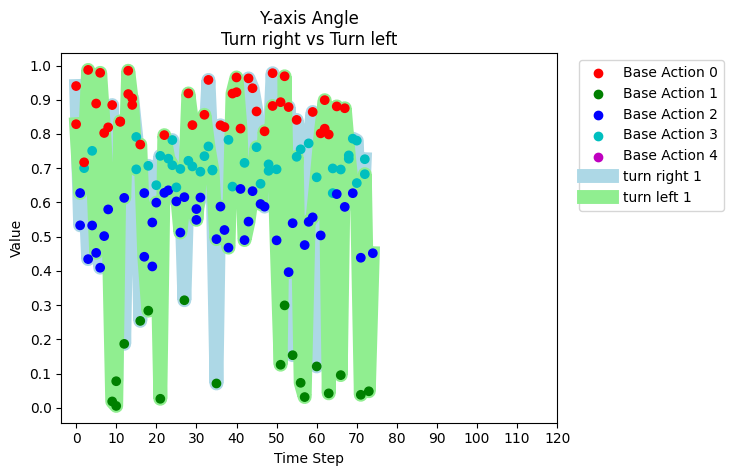 Y-axis Angle
Turn right vs Turn left
1.0
0.9
0.8
0.7
0.6
0.5
0.4
0.3
0.2
0.1
0.0
Value
0 10 20 30 40 50 60 70 80 90 100 110 120
Time Step
Base Action 0
Base Action 1
Base Action 2
Base Action 3
Base Action 4
turn right 1
turn left 1